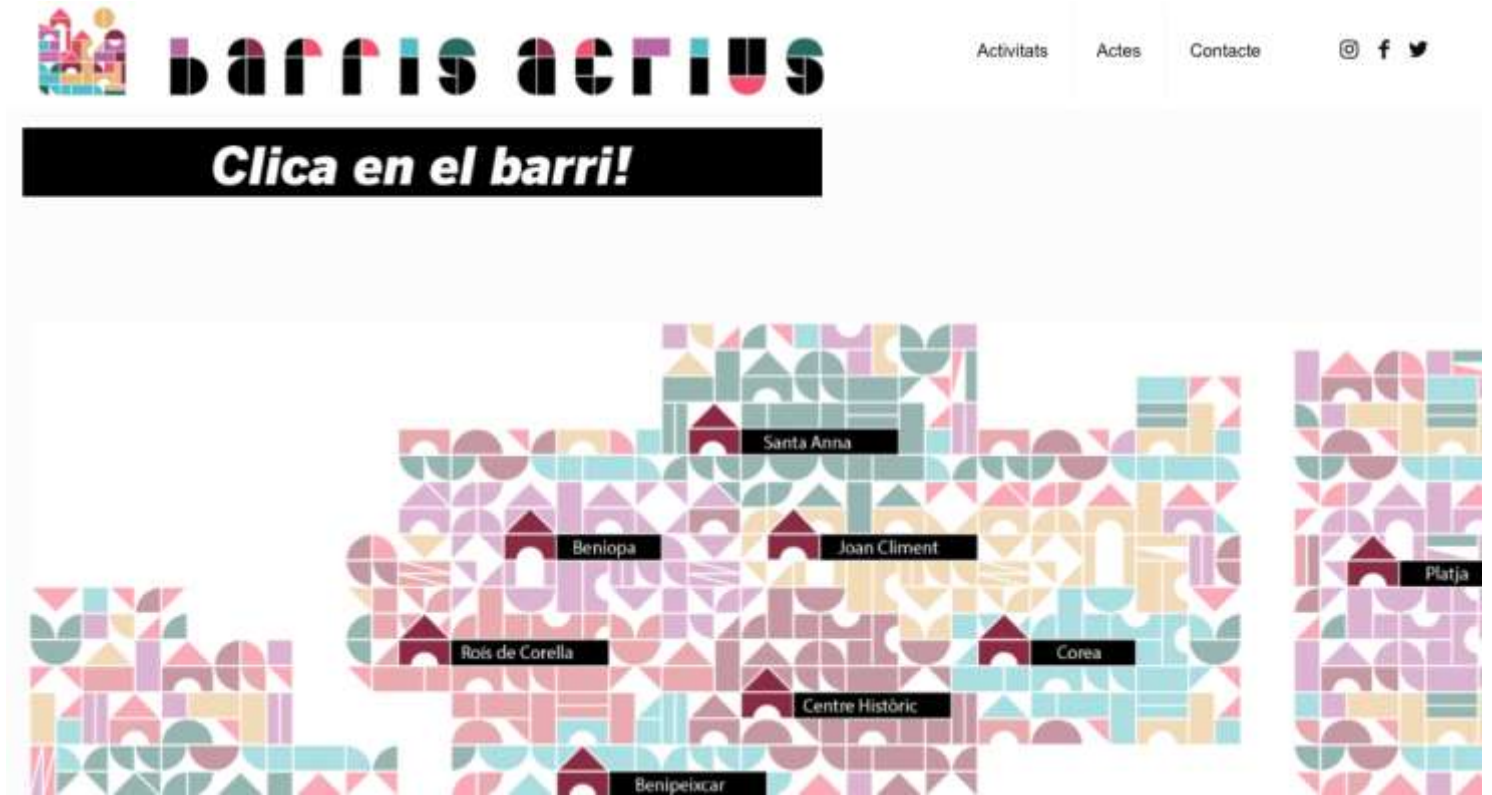 barris actius
Activitats
Actes
Contacte
Clica en el barri!
Santa Anna
Beniopa
Joan Climent
Platja
Roís de Corella
Corea
Centre Històric
Benipeixcar